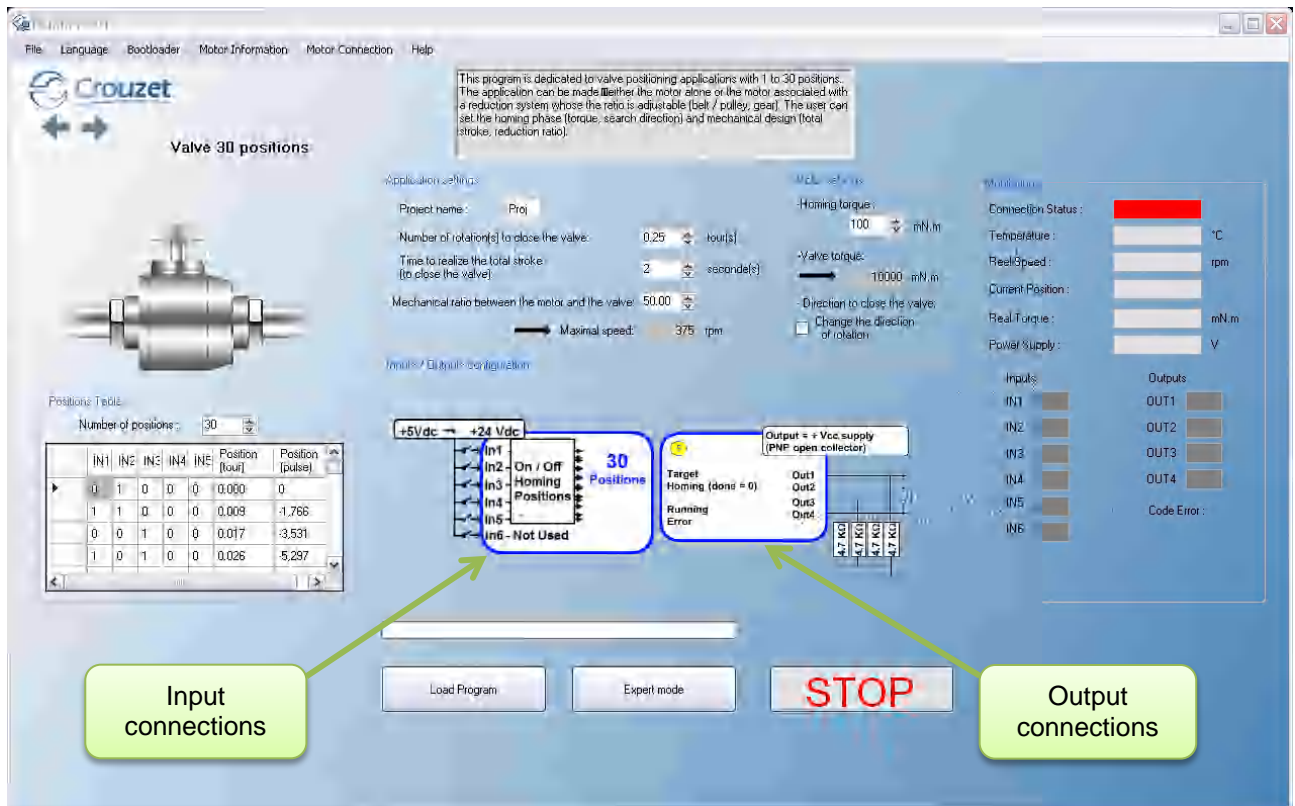 File Language Bootloader Motor Information Motor Connection Help
Crouzet
Valve 30 positions
This program is dedicated to valve positioning applications with 1 to 30 positions.
The application can be made either the motor alone or the motor associated with
a reduction system whose the ratio is adjustable (belt / pulley, gear). The user can
set the homing phase (torque, search direction) and mechanical design (total
stroke, reduction ratio).
Application settings
Project name : Proj
Number of rotation(s) to close the valve: 0.25 tour(s)
Time to realize the total stroke
(to close the valve) 2 seconde(s)
Mechanical ratio between the motor and the valve: 50.00
Maximal speed: 375 rpm
-Homing torque :
100 mN.m
-Valve torque:
10000 mN.m
- Direction to close the valve:
Change the direction
of rotation
Monitoring
Connection Status :
Temperature : °C
Reel Speed : rpm
Current Position :
Real Torque : mN.m
Power Supply : V
Inputs Outputs
IN1 OUT1
IN2 OUT2
IN3 OUT3
IN4 OUT4
IN5 Code Error :
IN6
Positions Table
Number of positions : 30
IN1 IN2 IN3 IN4 IN5 Position
(tour) Position
(pulse)
0 1 0 0 0 0.000 0
1 1 0 0 0 0.009 -1,766
0 0 1 0 0 0.017 -3,531
1 0 1 0 0 0.026 -5,297
Inputs / Outputs configuration
+5Vdc → +24 Vdc
In1
In2 - On / Off
In3 - Homing
In4 - Positions
In5 -
In6 - Not Used
30
Positions
Output = + Vcc supply
(PNP open collector)
Target Out1
Homing (done = 0) Out2
Running Out3
Error Out4
4.7 KΩ
4.7 KΩ
4.7 KΩ
4.7 KΩ
Load Program
Expert mode
STOP
Input
connections
Output
connections